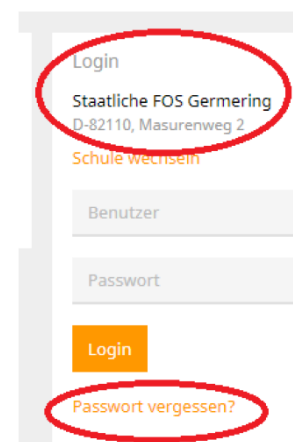 Login
Staatliche FOS Germering
D-82110, Masurenweg 2
Schule wechseln
Benutzer
Passwort
Login
Passwort vergessen?